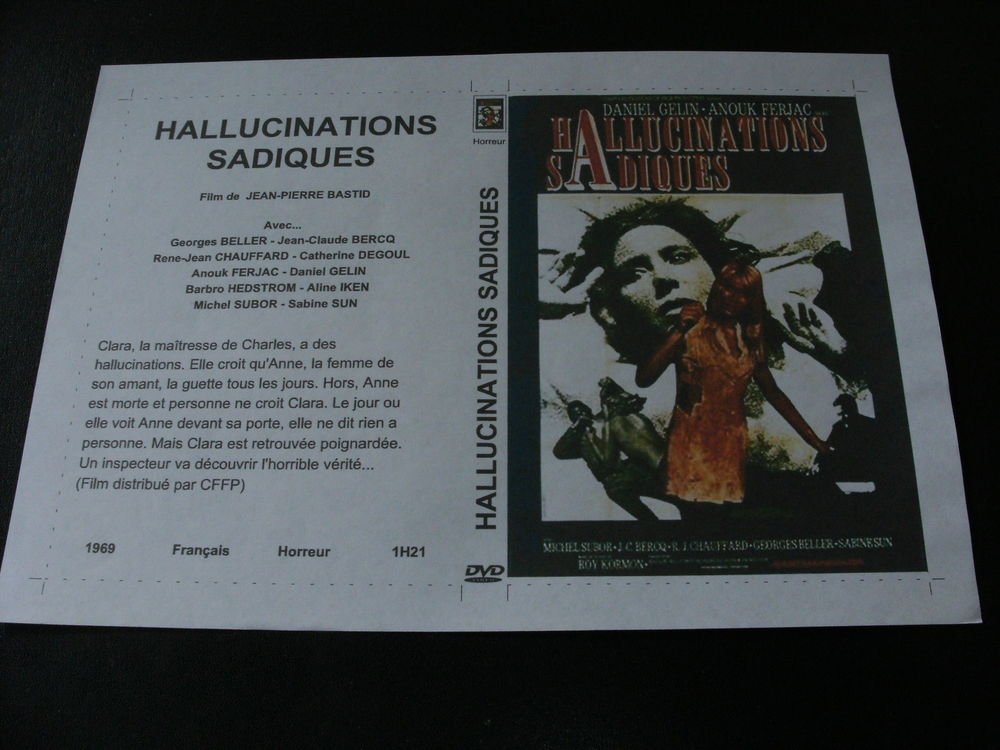 HALLUCINATIONS
SADIQUES
Film de JEAN-PIERRE BASTID
Avec...
Georges BELLER - Jean-Claude BERCQ
Rene-Jean CHAUFFARD - Catherine DEGOUL
Anouk FERJAC - Daniel GELIN
Barbro HEDSTROM - Aline IKEN
Michel SUBOR - Sabine SUN
Clara, la maîtresse de Charles, a des
hallucinations. Elle croit qu'Anne, la femme de
son amant, la guette tous les jours. Hors, Anne
est morte et personne ne croit Clara. Le jour ou
elle voit Anne devant sa porte, elle ne dit rien a
personne. Mais Clara est retrouvée poignardée.
Un inspecteur va découvrir l'horrible vérité...
(Film distribué par CFFP)
1969 Français Horreur 1H21
Horreur
HALLUCINATIONS SADIQUES
DVD
DANIEL GELIN · ANOUK FERJAC
HALLUCINATIONS
SADIQUES
MICHEL SUBOR · J.C. BERCQ · R.J. CHAUFFARD · GEORGES BELLER · SABINE SUN
ROY KORMON